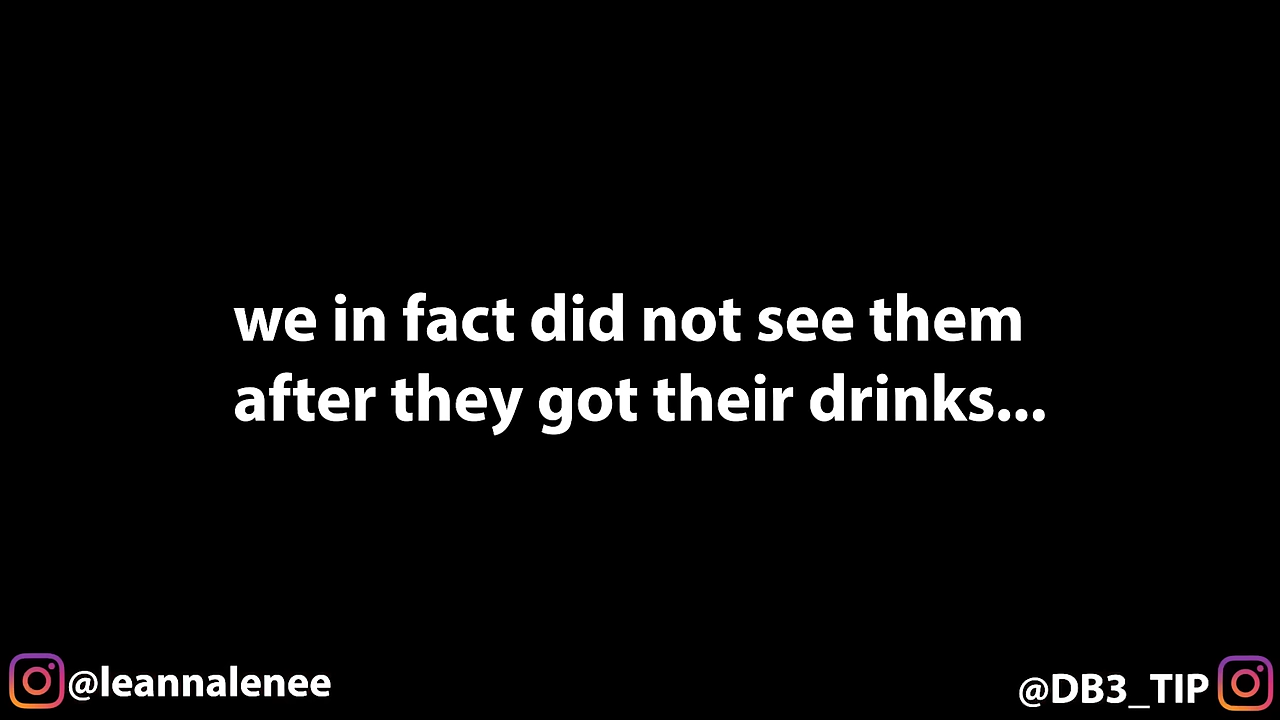 we in fact did not see them
after they got their drinks...
@leannalenee
@DB3_TIP